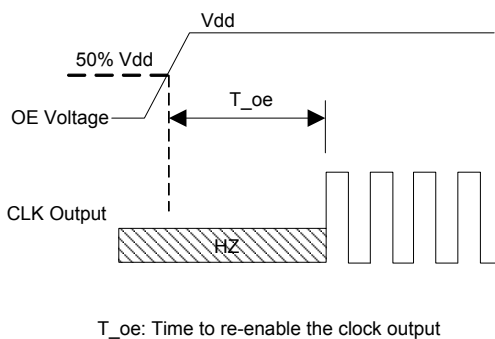 Vdd
50% Vdd
T_oe
OE Voltage
CLK Output
HZ
T_oe: Time to re-enable the clock output